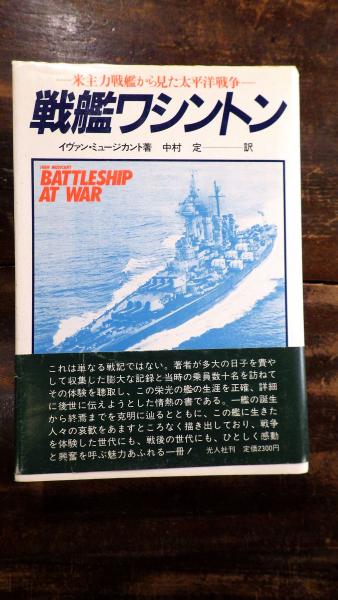 ―米主力戦艦から見た太平洋戦争―
戦艦ワシントン
イヴァン・ミュージカント著 中村 定――訳
IVAN MUSICANT
BATTLESHIP
AT WAR
これは単なる戦記ではない。著者が多大の日子を費や
して収集した膨大な記録と当時の乗員数十名を訪ねて
その体験を聴取し、この栄光の艦の生涯を正確、詳細
に後世に伝えようとした情熱の書である。一艦の誕生
から終焉までを克明に辿るとともに、この艦に生きた
人々の哀歓をあますところなく描き出しており、戦争
を体験した世代にも、戦後の世代にも、ひとしく感動
と興奮を呼ぶ魅力あふれる一冊! 光人社刊 定価2300円